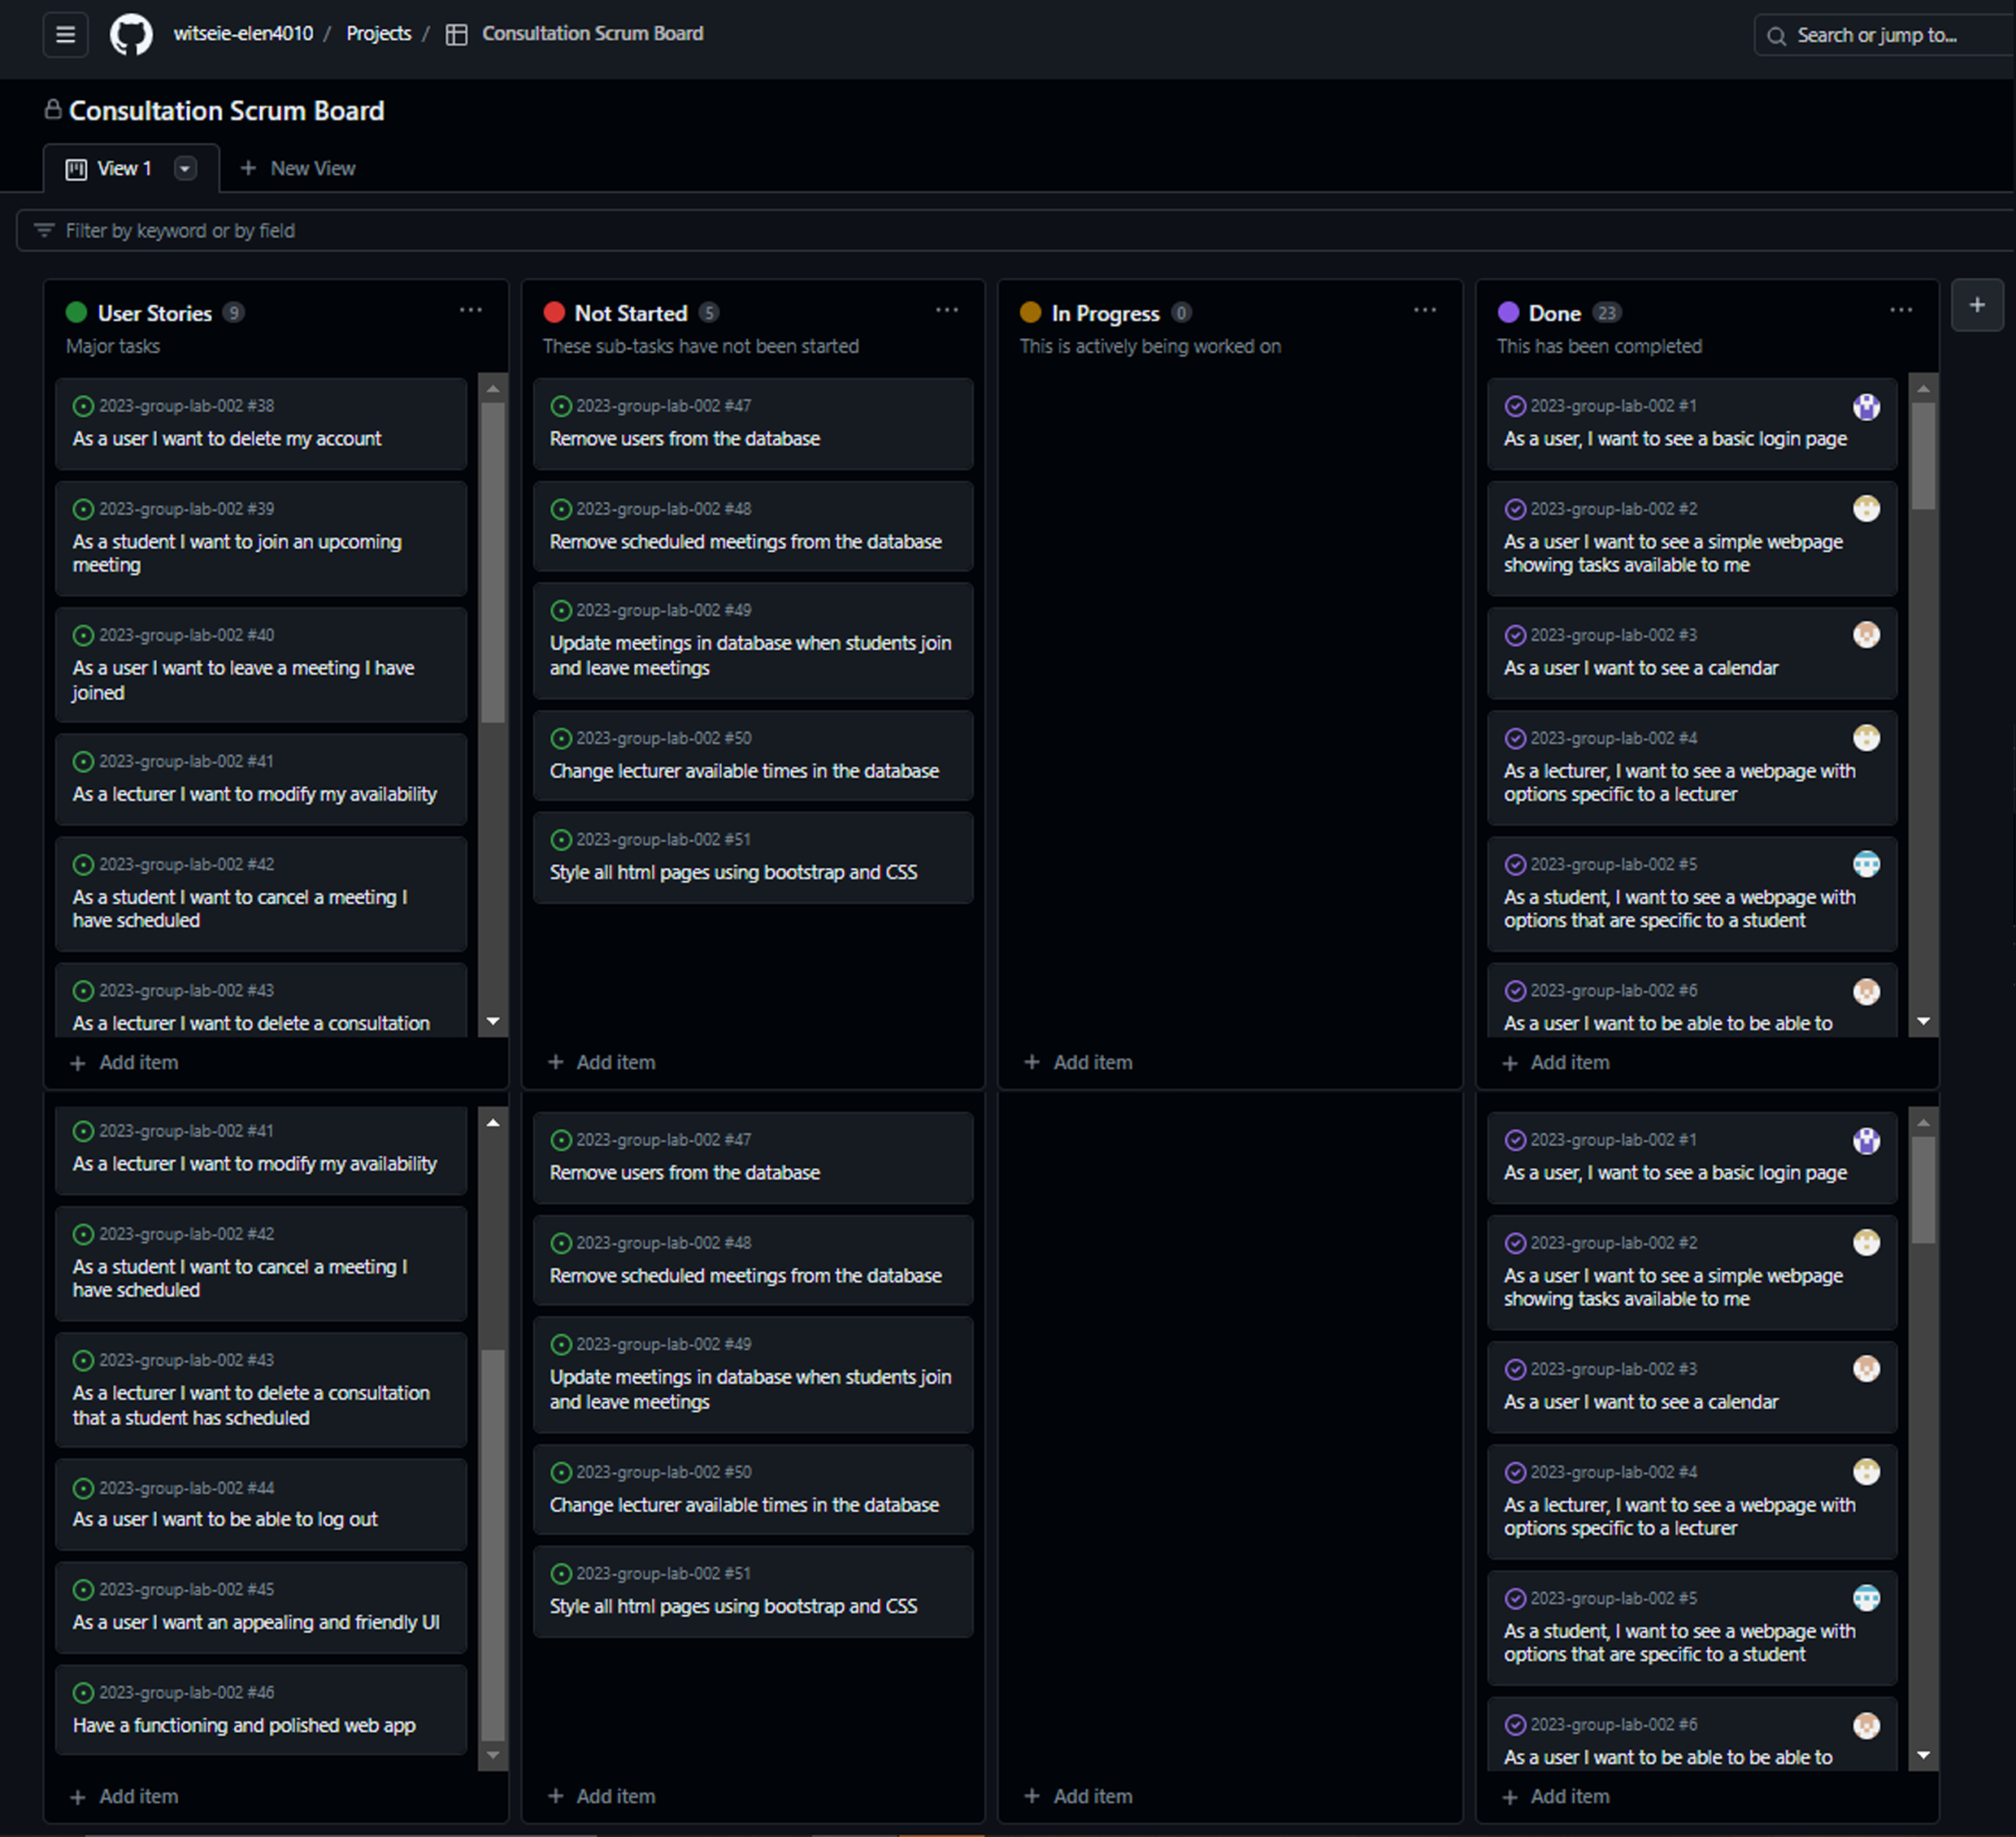 witseie-elen4010 / Projects / Consultation Scrum Board
Search or jump to...
Consultation Scrum Board
View 1
+ New View
Filter by keyword or by field
User Stories 9
Major tasks
2023-group-lab-002 #38
As a user I want to delete my account
2023-group-lab-002 #39
As a student I want to join an upcoming
meeting
2023-group-lab-002 #40
As a user I want to leave a meeting I have
joined
2023-group-lab-002 #41
As a lecturer I want to modify my availability
2023-group-lab-002 #42
As a student I want to cancel a meeting I
have scheduled
2023-group-lab-002 #43
As a lecturer I want to delete a consultation
+ Add item
Not Started 5
These sub-tasks have not been started
2023-group-lab-002 #47
Remove users from the database
2023-group-lab-002 #48
Remove scheduled meetings from the database
2023-group-lab-002 #49
Update meetings in database when students join
and leave meetings
2023-group-lab-002 #50
Change lecturer available times in the database
2023-group-lab-002 #51
Style all html pages using bootstrap and CSS
+ Add item
In Progress 0
This is actively being worked on
+ Add item
Done 23
This has been completed
2023-group-lab-002 #1
As a user, I want to see a basic login page
2023-group-lab-002 #2
As a user I want to see a simple webpage
showing tasks available to me
2023-group-lab-002 #3
As a user I want to see a calendar
2023-group-lab-002 #4
As a lecturer, I want to see a webpage with
options specific to a lecturer
2023-group-lab-002 #5
As a student, I want to see a webpage with
options that are specific to a student
2023-group-lab-002 #6
As a user I want to be able to be able to
+ Add item
2023-group-lab-002 #41
As a lecturer I want to modify my availability
2023-group-lab-002 #42
As a student I want to cancel a meeting I
have scheduled
2023-group-lab-002 #43
As a lecturer I want to delete a consultation
that a student has scheduled
2023-group-lab-002 #44
As a user I want to be able to log out
2023-group-lab-002 #45
As a user I want an appealing and friendly UI
2023-group-lab-002 #46
Have a functioning and polished web app
+ Add item
2023-group-lab-002 #47
Remove users from the database
2023-group-lab-002 #48
Remove scheduled meetings from the database
2023-group-lab-002 #49
Update meetings in database when students join
and leave meetings
2023-group-lab-002 #50
Change lecturer available times in the database
2023-group-lab-002 #51
Style all html pages using bootstrap and CSS
+ Add item
+ Add item
2023-group-lab-002 #1
As a user, I want to see a basic login page
2023-group-lab-002 #2
As a user I want to see a simple webpage
showing tasks available to me
2023-group-lab-002 #3
As a user I want to see a calendar
2023-group-lab-002 #4
As a lecturer, I want to see a webpage with
options specific to a lecturer
2023-group-lab-002 #5
As a student, I want to see a webpage with
options that are specific to a student
2023-group-lab-002 #6
As a user I want to be able to be able to
+ Add item